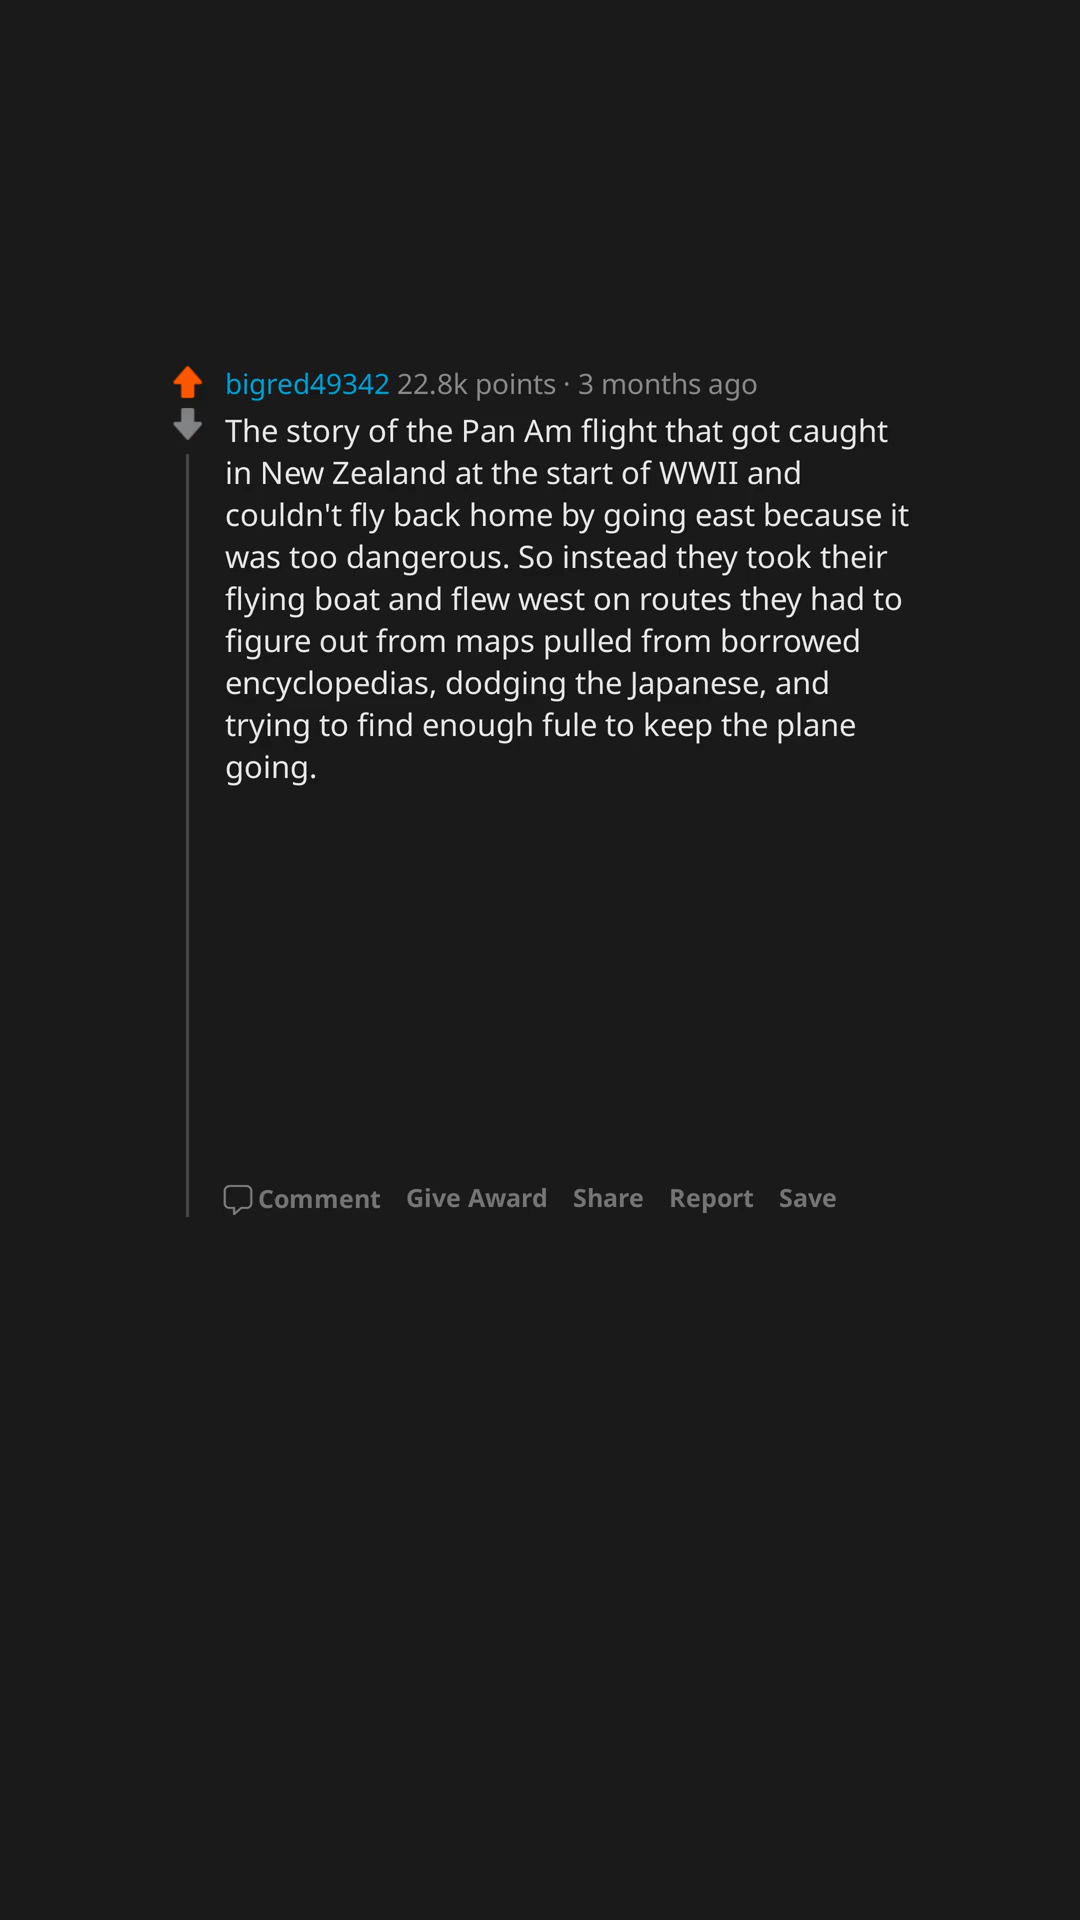 bigred49342 22.8k points · 3 months ago
The story of the Pan Am flight that got caught
in New Zealand at the start of WWII and
couldn't fly back home by going east because it
was too dangerous. So instead they took their
flying boat and flew west on routes they had to
figure out from maps pulled from borrowed
encyclopedias, dodging the Japanese, and
trying to find enough fule to keep the plane
going.
Comment Give Award Share Report Save